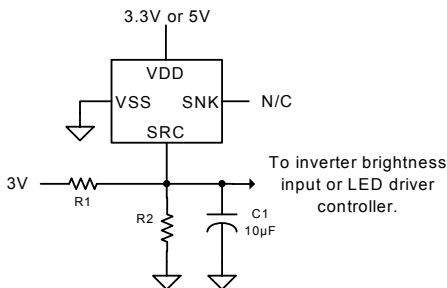 3.3V or 5V
VDD
VSS
SNK
N/C
SRC
3V
R1
R2
C1
10µF
To inverter brightness
input or LED driver
controller.